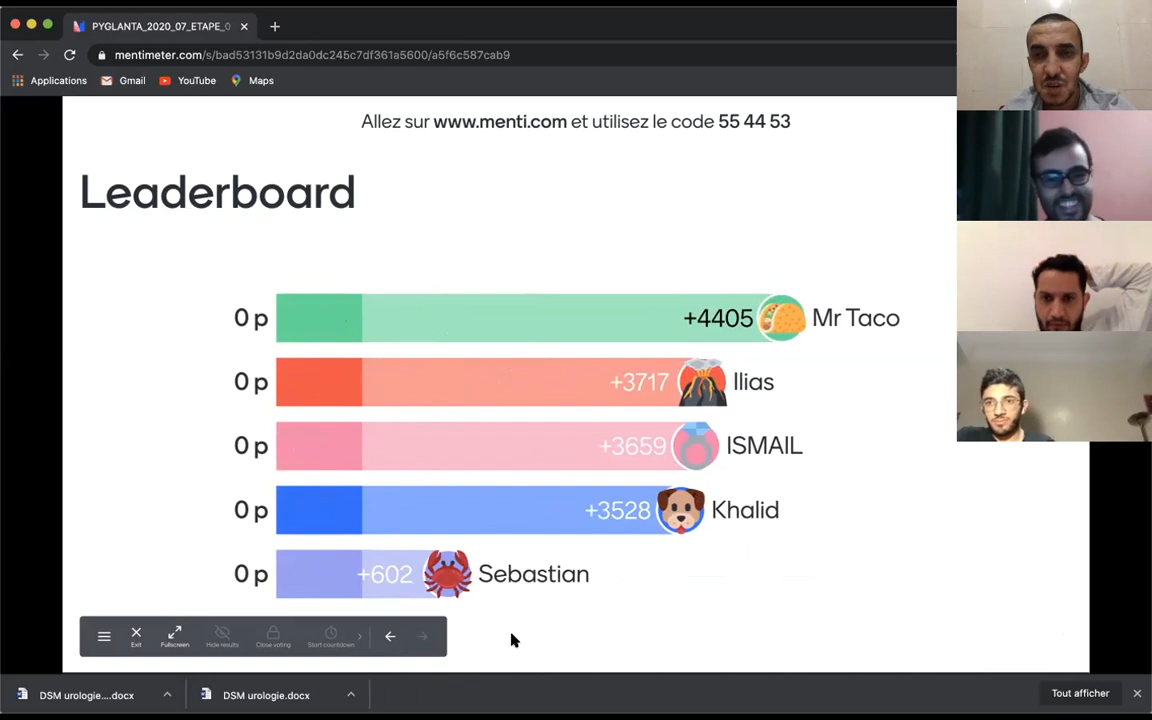 PYGLANTA_2020_07_ETAPE_0
mentimeter.com/s/bad53131b9d2da0dc245c7df361a5600/a5f6c587cab9
Applications Gmail YouTube Maps
Allez sur www.menti.com et utilisez le code 55 44 53
Leaderboard
0 p +4405 Mr Taco
0 p +3717 Ilias
0 p +3659 ISMAIL
0 p +3528 Khalid
0 p +602 Sebastian
Exit Fullscreen Hide results Close voting Start countdown
DSM urologie....docx DSM urologie.docx Tout afficher